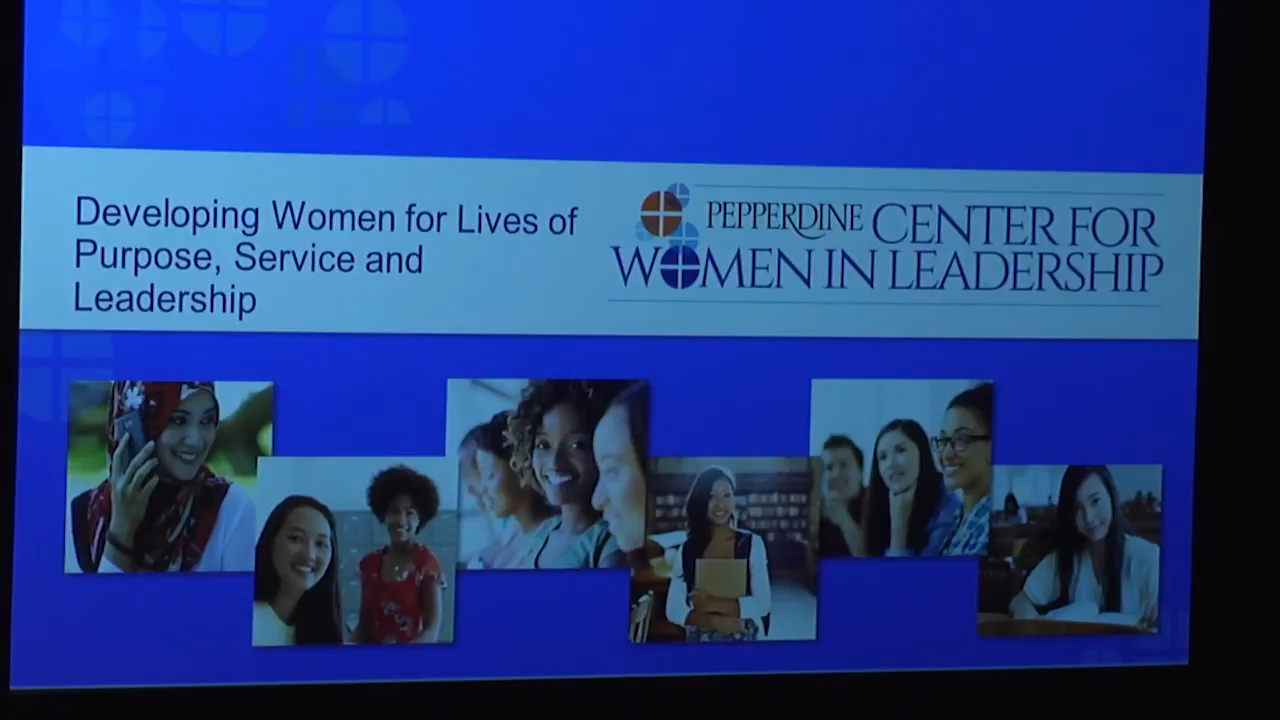 Developing Women for Lives of
Purpose, Service and
Leadership
PEPPERDINE CENTER FOR
WOMEN IN LEADERSHIP